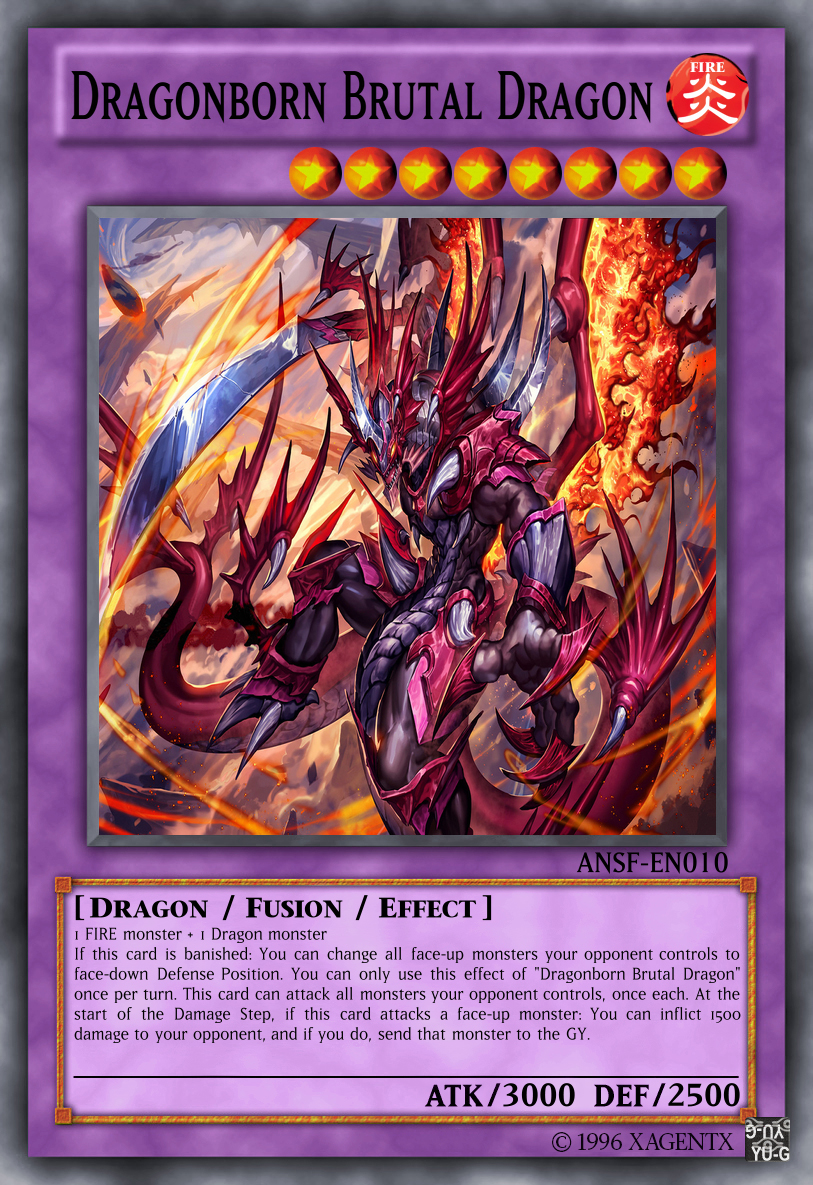 Dragonborn Brutal Dragon
FIRE
炎
ANSF-EN010
[ Dragon / Fusion / Effect ]
1 FIRE monster + 1 Dragon monster
If this card is banished: You can change all face-up monsters your opponent controls to
face-down Defense Position. You can only use this effect of "Dragonborn Brutal Dragon"
once per turn. This card can attack all monsters your opponent controls, once each. At the
start of the Damage Step, if this card attacks a face-up monster: You can inflict 1500
damage to your opponent, and if you do, send that monster to the GY.
ATK/3000 DEF/2500
© 1996 XAGENTX
YU-G
YU-G